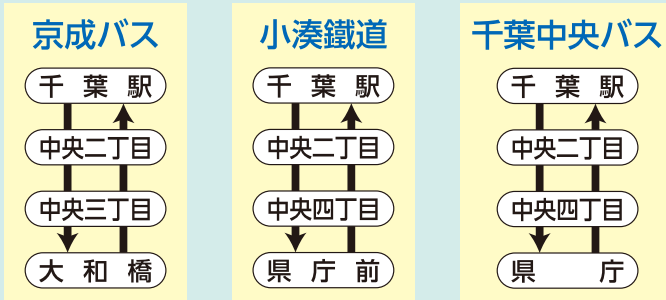 京成バス
千葉駅
中央二丁目
中央三丁目
大和橋
小湊鐵道
千葉駅
中央二丁目
中央四丁目
県庁前
千葉中央バス
千葉駅
中央二丁目
中央四丁目
県庁